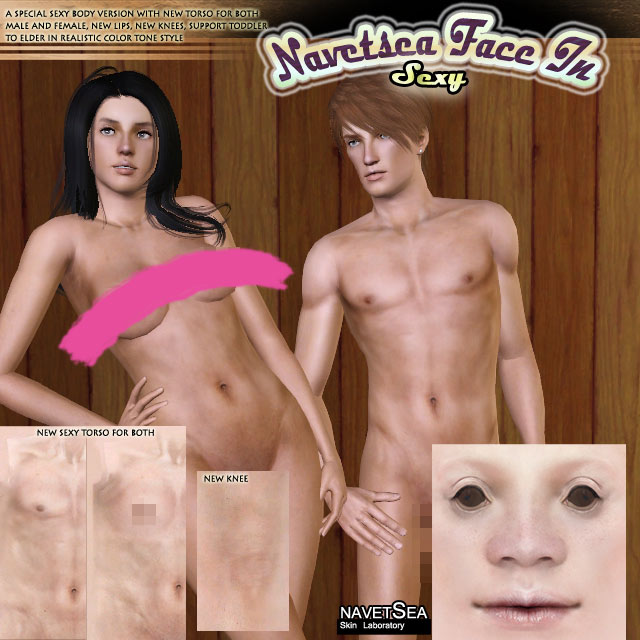 A SPECIAL SEXY BODY VERSION WITH NEW TORSO FOR BOTH
MALE AND FEMALE, NEW LIPS, NEW KNEES, SUPPORT TODDLER
TO ELDER IN REALISTIC COLOR TONE STYLE
Navetsea Face In
Sexy
NEW SEXY TORSO FOR BOTH
NEW KNEE
NAVETSEA
Skin Laboratory